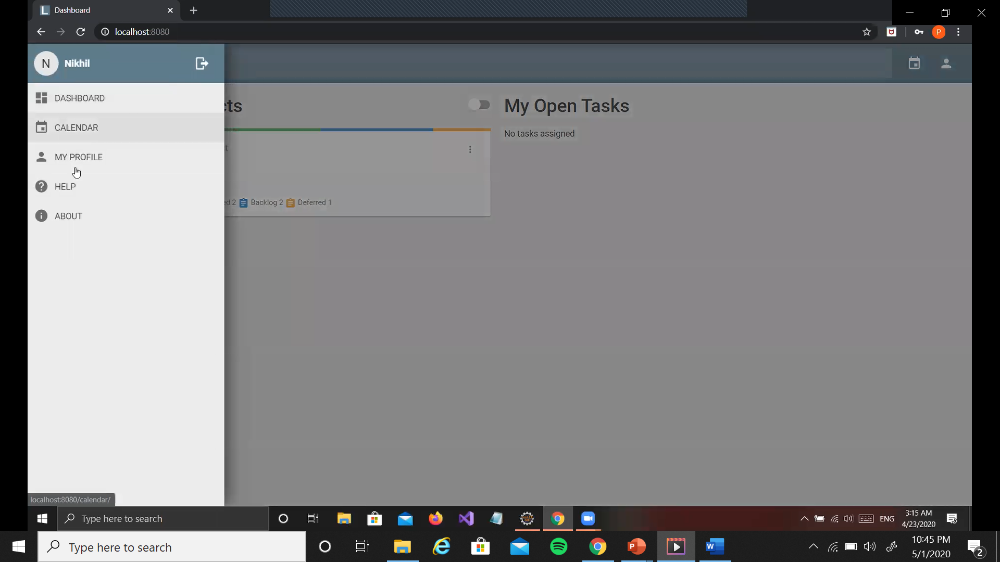 L Dashboard
localhost:8080
P
N Nikhil
DASHBOARD
CALENDAR
MY PROFILE
HELP
ABOUT
cts
My Open Tasks
No tasks assigned
t
ed 2 Backlog 2 Deferred 1
localhost:8080/calendar/
Type here to search
ENG
3:15 AM
4/23/2020
Type here to search
10:45 PM
5/1/2020
2